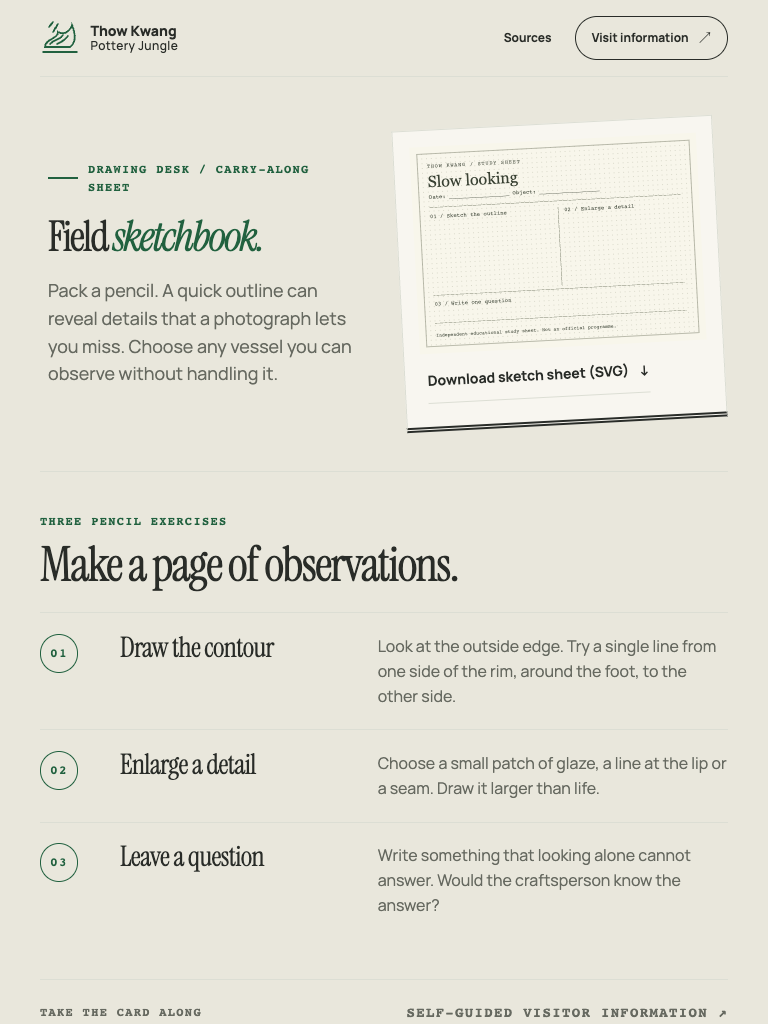 Thow Kwang
Pottery Jungle
Sources
Visit information ↗
DRAWING DESK / CARRY-ALONG
SHEET
Field sketchbook.
Pack a pencil. A quick outline can
reveal details that a photograph lets
you miss. Choose any vessel you can
observe without handling it.
THOW KWANG / STUDY SHEET
Slow looking
Date: ____________________ Object: ____________________
01 / Sketch the outline
02 / Enlarge a detail
03 / Write one question
Independent educational study sheet. Not an official programme.
Download sketch sheet (SVG) ↓
THREE PENCIL EXERCISES
Make a page of observations.
01
Draw the contour
Look at the outside edge. Try a single line from
one side of the rim, around the foot, to the
other side.
02
Enlarge a detail
Choose a small patch of glaze, a line at the lip or
a seam. Draw it larger than life.
03
Leave a question
Write something that looking alone cannot
answer. Would the craftsperson know the
answer?
TAKE THE CARD ALONG
SELF-GUIDED VISITOR INFORMATION ↗